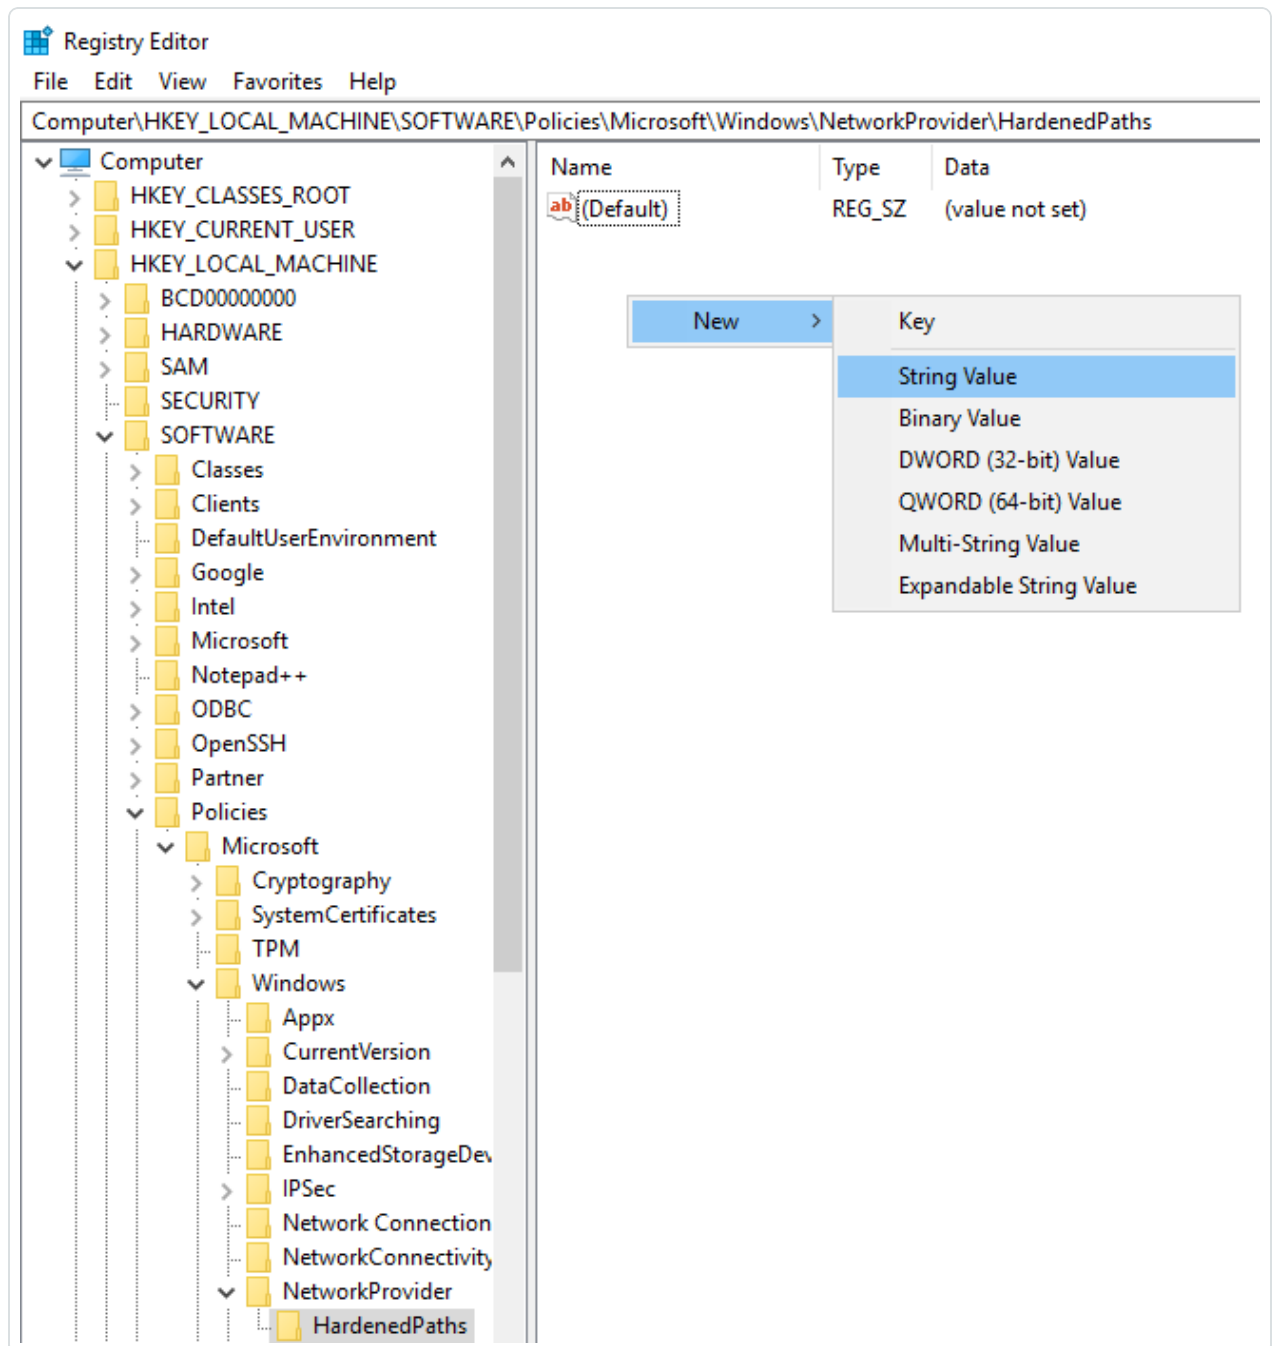 Registry Editor
File Edit View Favorites Help
Computer\HKEY_LOCAL_MACHINE\SOFTWARE\Policies\Microsoft\Windows\NetworkProvider\HardenedPaths
Computer
HKEY_CLASSES_ROOT
HKEY_CURRENT_USER
HKEY_LOCAL_MACHINE
BCD00000000
HARDWARE
SAM
SECURITY
SOFTWARE
Classes
Clients
DefaultUserEnvironment
Google
Intel
Microsoft
Notepad++
ODBC
OpenSSH
Partner
Policies
Microsoft
Cryptography
SystemCertificates
TPM
Windows
Appx
CurrentVersion
DataCollection
DriverSearching
EnhancedStorageDev
IPSec
Network Connection
NetworkConnectivity
NetworkProvider
HardenedPaths
Name Type Data
ab (Default) REG_SZ (value not set)
New
Key
String Value
Binary Value
DWORD (32-bit) Value
QWORD (64-bit) Value
Multi-String Value
Expandable String Value